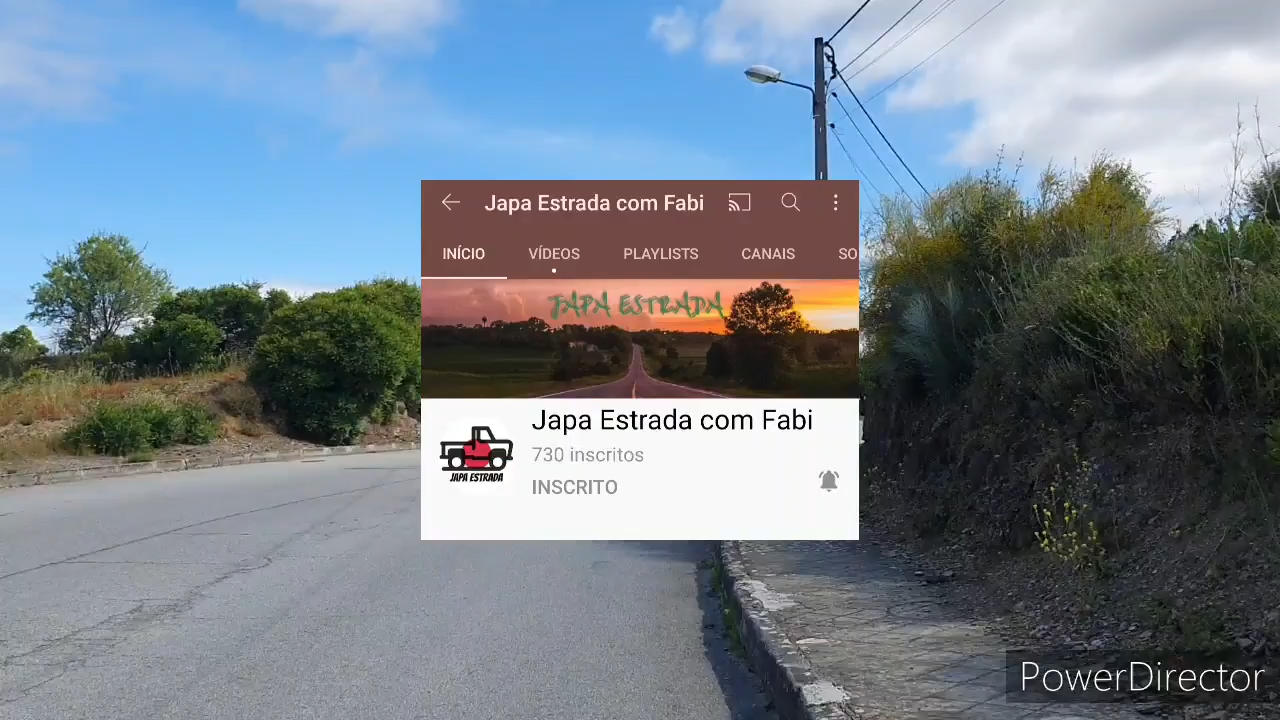 Japa Estrada com Fabi
INÍCIO VÍDEOS PLAYLISTS CANAIS SO
JAPA ESTRADA
Japa Estrada com Fabi
730 inscritos
JAPA ESTRADA
INSCRITO
PowerDirector